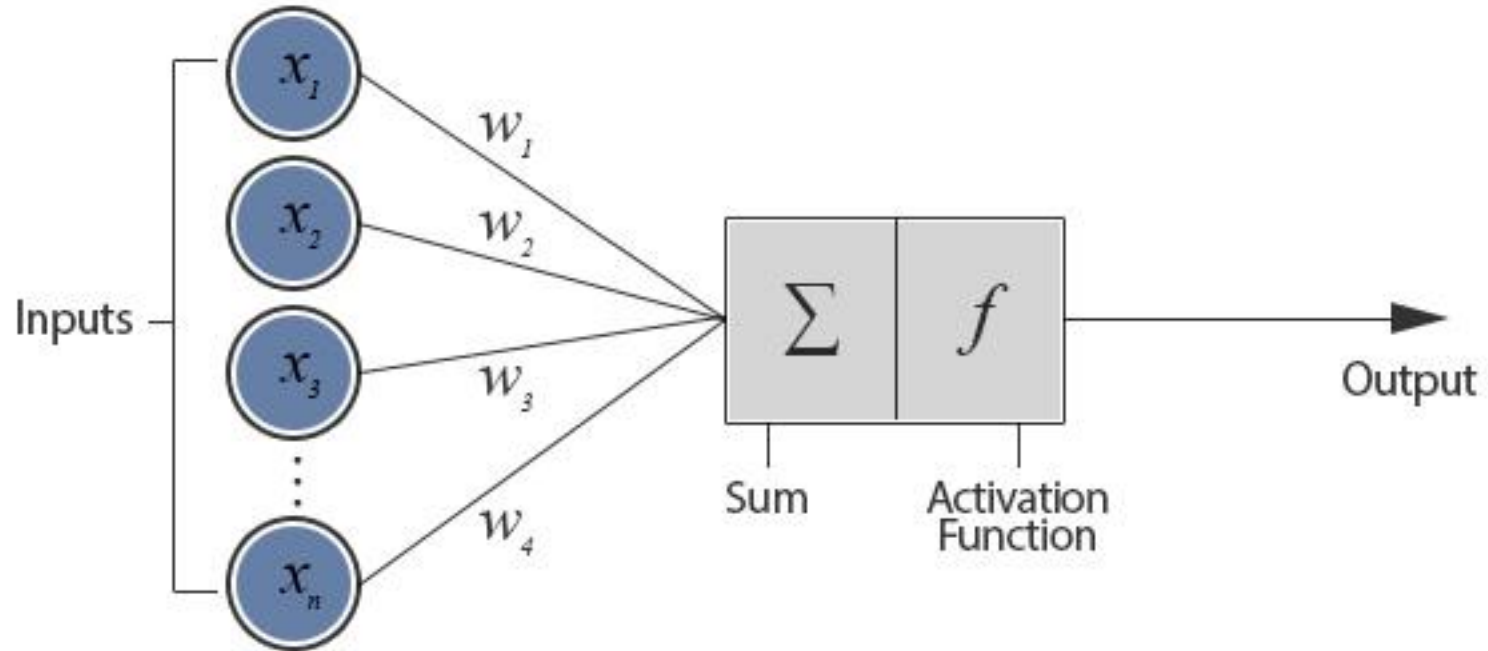 x₁
w₁
x₂
w₂
Inputs
x₃
w₃
⋮
xₙ
w₄
∑
f
Sum
Activation
Function
Output